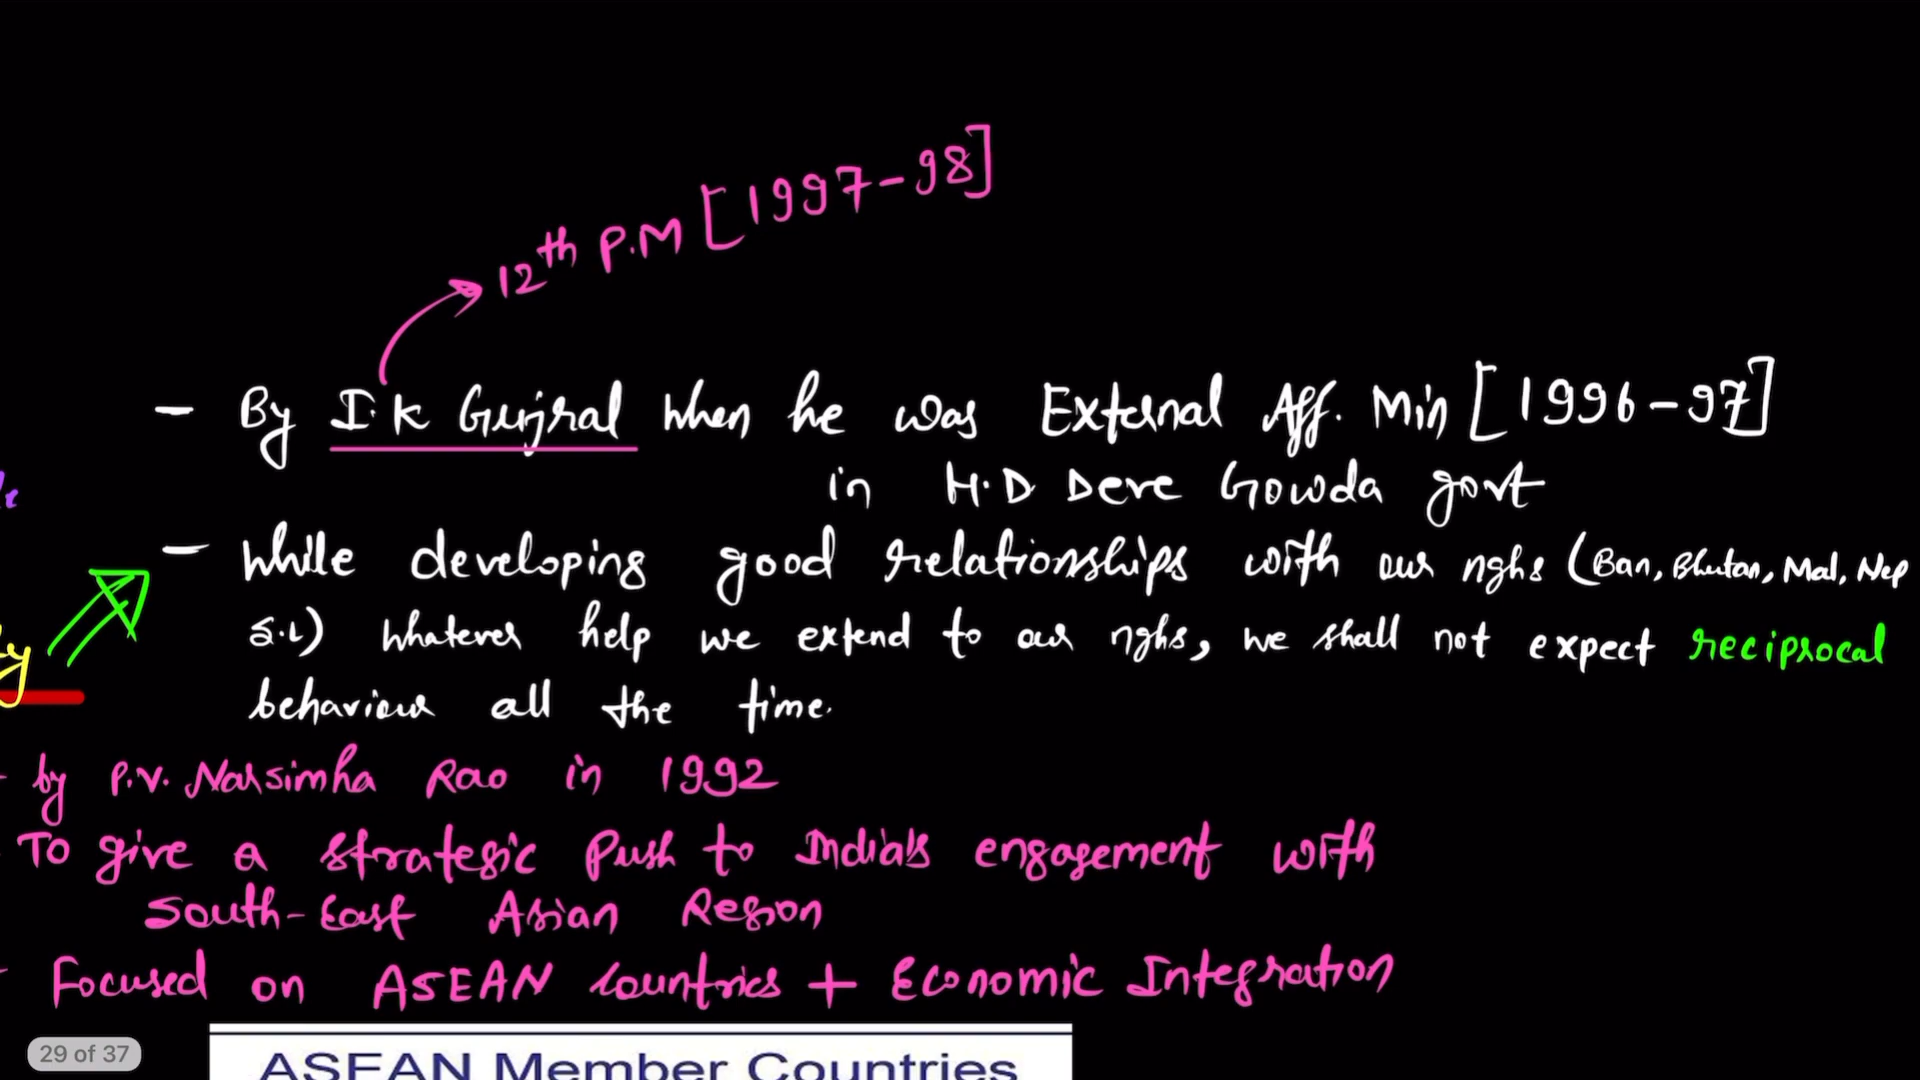 12th P.M [1997-98]
- By I.K Gujral when he was External Aff. Min [1996-97]
in H.D Deve Gowda govt
- While developing good relationships with our nghs (Ban, Bhutan, Mal, Nep
S.L) whatever help we extend to our nghs, we shall not expect reciprocal
behaviour all the time.
- by P.V. Narsimha Rao in 1992
- To give a strategic push to India's engagement with
South-East Asian Region
- Focused on ASEAN countries + Economic Integration
29 of 37
ASEAN Member Countries